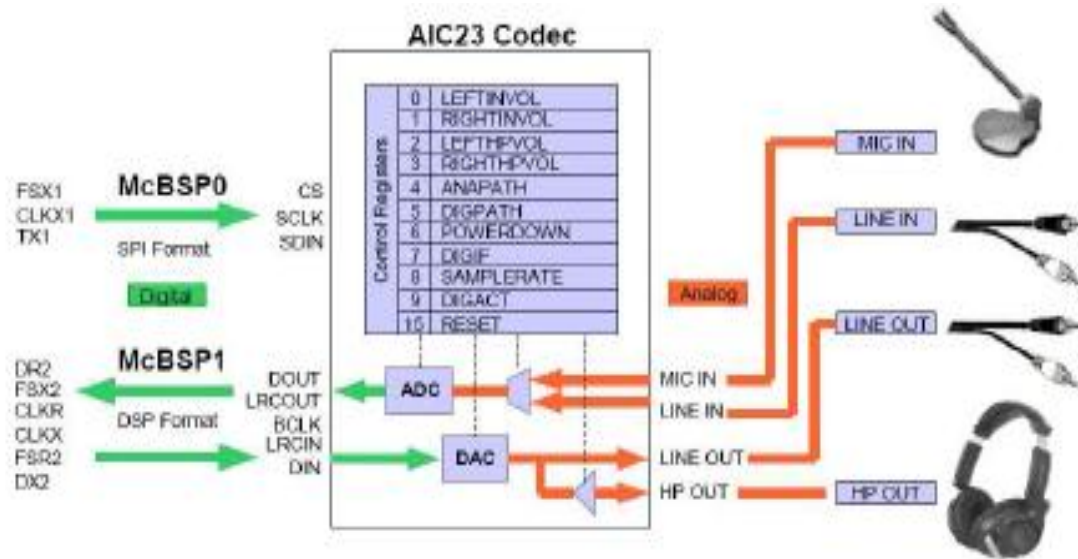 AIC23 Codec
Control Registers
0 LEFTINVOL
1 RIGHTINVOL
2 LEFTHPVOL
3 RIGHTHPVOL
4 ANAPATH
5 DIGPATH
6 POWERDOWN
7 DIGIF
8 SAMPLERATE
9 DIGACT
15 RESET
McBSP0
FSX1
CLKX1
TX1
SPI Format
CS
SCLK
SDIN
Digital
Analog
McBSP1
DR2
FSX2
CLKR
CLKX
FSR2
DX2
DSP Format
DOUT
LRCOUT
BCLK
LRCIN
DIN
ADC
DAC
MIC IN
LINE IN
LINE OUT
HP OUT
MIC IN
LINE IN
LINE OUT
HP OUT